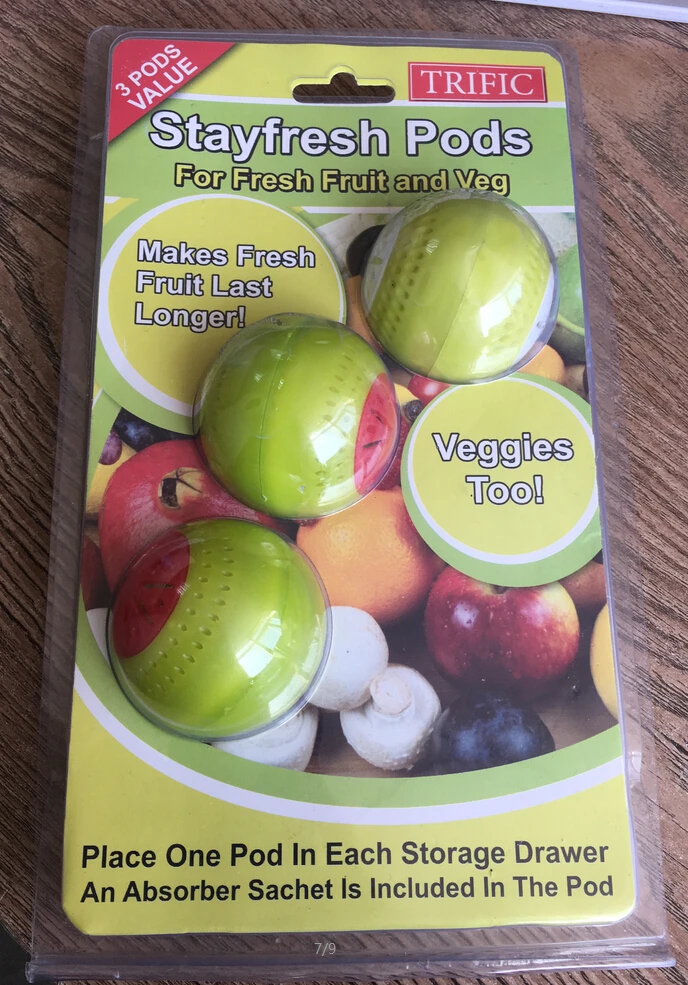 3 PODS
VALUE
TRIFIC
Stayfresh Pods
For Fresh Fruit and Veg
Makes Fresh
Fruit Last
Longer!
Veggies
Too!
Place One Pod In Each Storage Drawer
An Absorber Sachet Is Included In The Pod
7/9